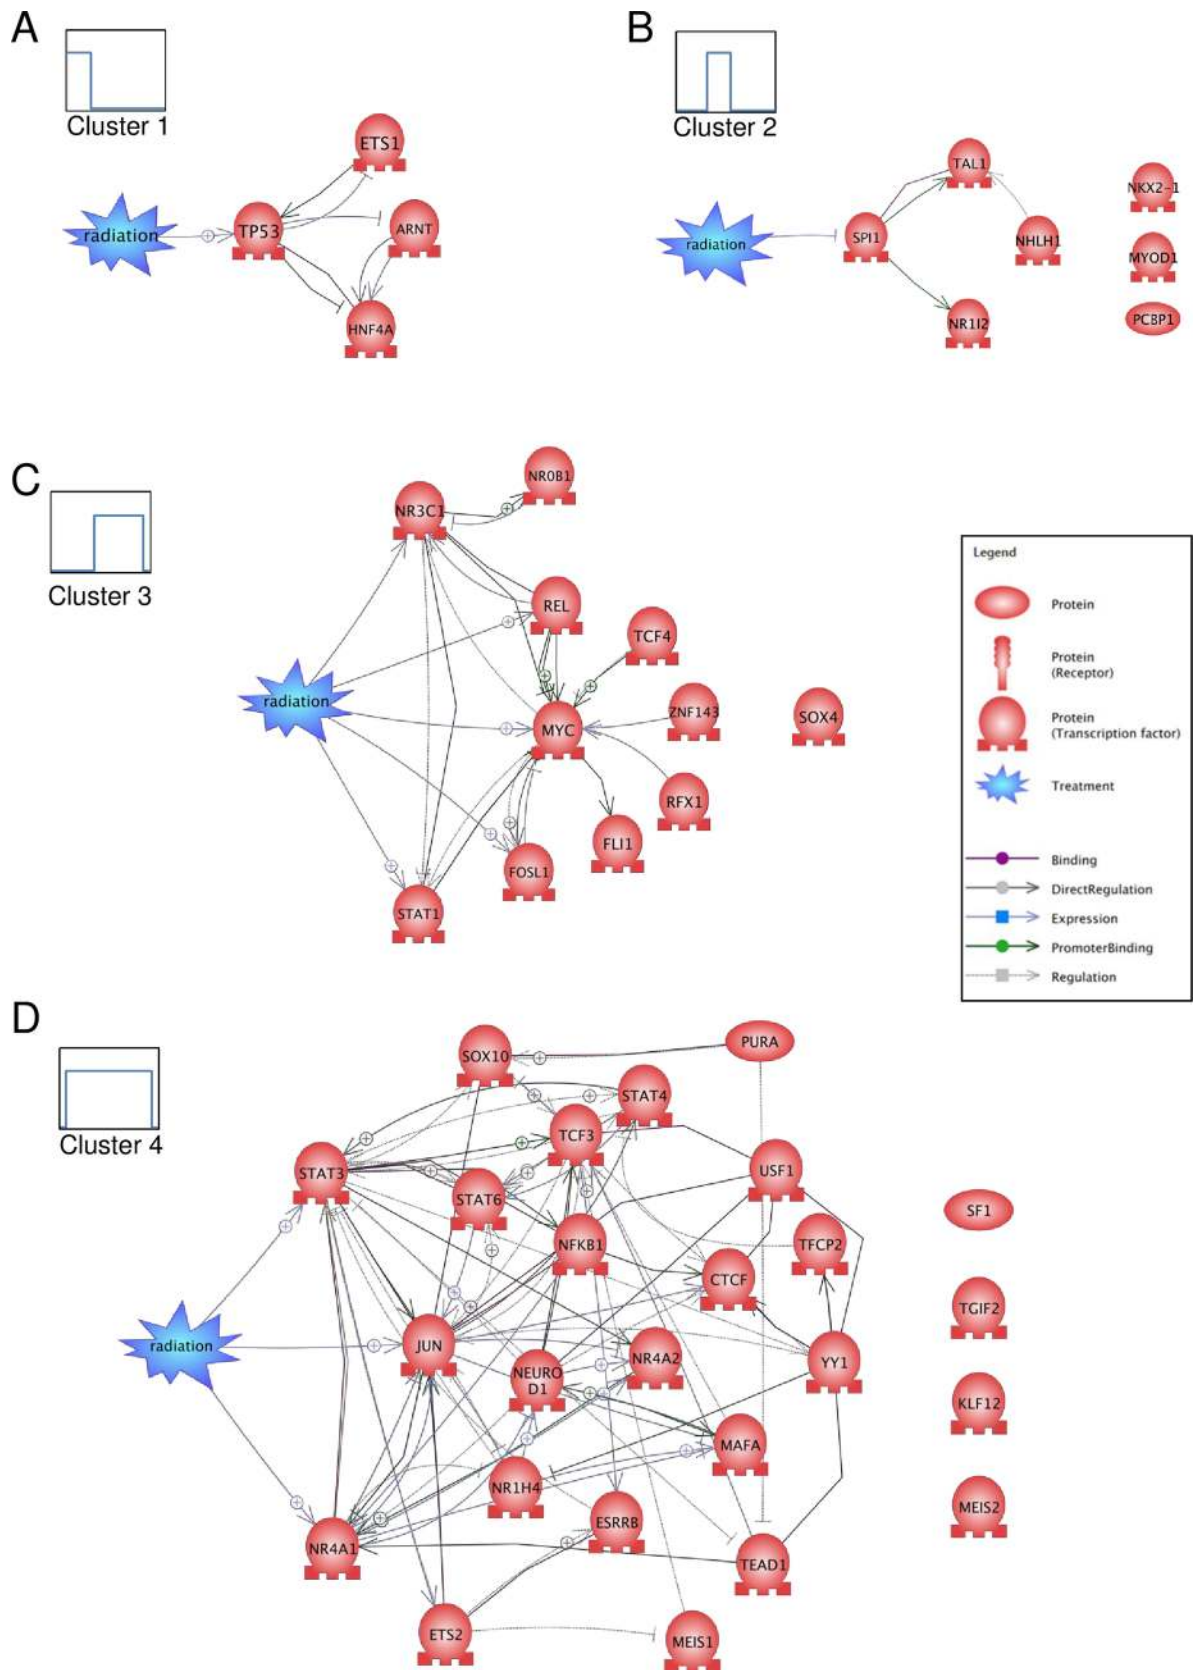 A
Cluster 1
radiation
TP53
ETS1
ARNT
HNF4A
B
Cluster 2
radiation
SPI1
TAL1
NHLH1
NR1I2
NKX2-1
MYOD1
PCBP1
C
Cluster 3
radiation
NR3C1
NR0B1
REL
TCF4
MYC
ZNF143
SOX4
RFX1
FLI1
FOSL1
STAT1
Legend
Protein
Protein
(Receptor)
Protein
(Transcription factor)
Treatment
Binding
DirectRegulation
Expression
PromoterBinding
Regulation
D
Cluster 4
radiation
SOX10
PURA
STAT4
TCF3
STAT3
USF1
STAT6
SF1
NFKB1
TFCP2
CTCF
TGIF2
JUN
NR4A2
YY1
NEURO
D1
KLF12
MAFA
NR1H4
MEIS2
ESRRB
NR4A1
TEAD1
ETS2
MEIS1